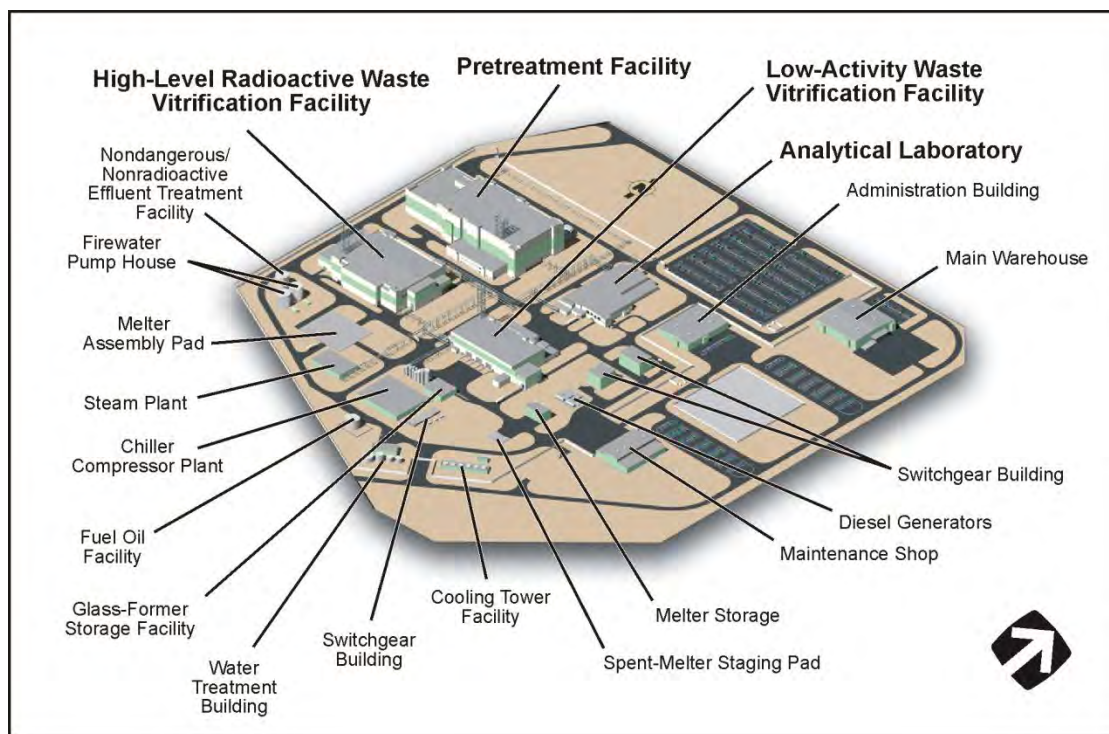 High-Level Radioactive Waste
Vitrification Facility
Pretreatment Facility
Low-Activity Waste
Vitrification Facility
Analytical Laboratory
Nondangerous/
Nonradioactive
Effluent Treatment
Facility
Administration Building
Firewater
Pump House
Main Warehouse
Melter
Assembly Pad
Steam Plant
Chiller
Compressor Plant
Switchgear Building
Diesel Generators
Fuel Oil
Facility
Maintenance Shop
Glass-Former
Storage Facility
Cooling Tower
Facility
Melter Storage
Switchgear
Building
Spent-Melter Staging Pad
Water
Treatment
Building